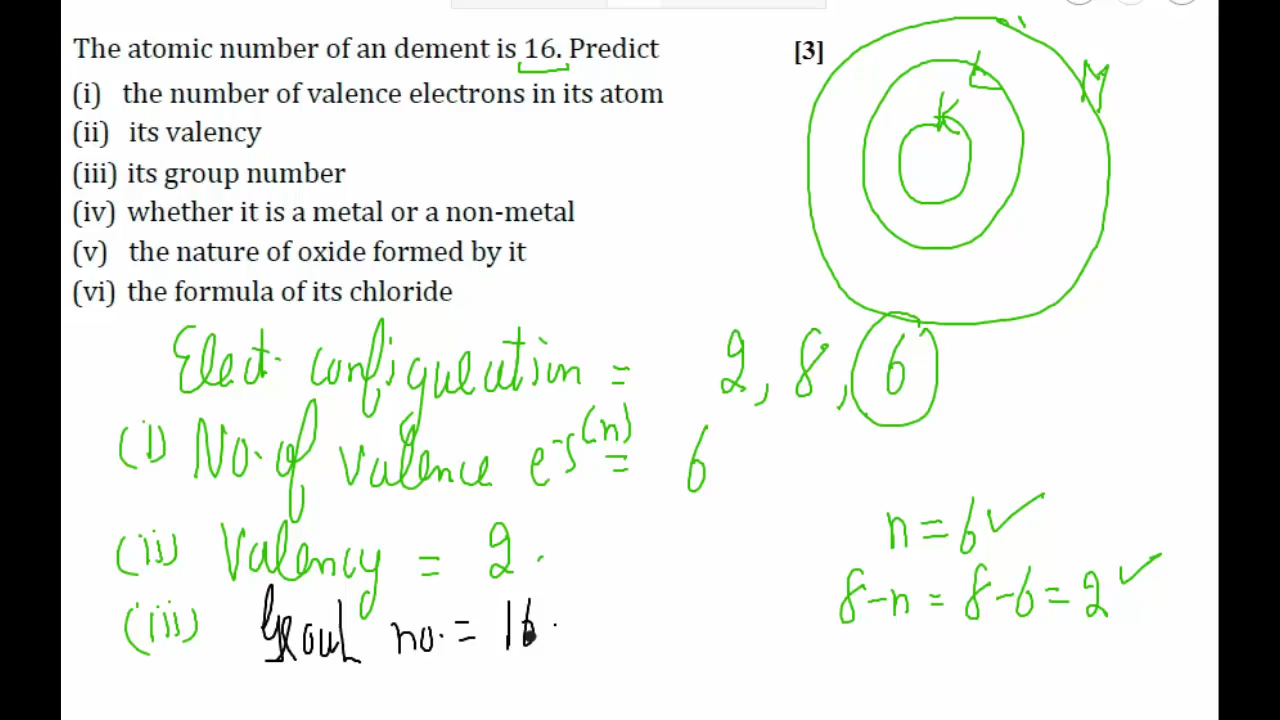 The atomic number of an dement is 16. Predict [3]
(i) the number of valence electrons in its atom
(ii) its valency
(iii) its group number
(iv) whether it is a metal or a non-metal
(v) the nature of oxide formed by it
(vi) the formula of its chloride
K L M
Elect. configuration = 2, 8, 6
(i) No. of valence e-s (n) = 6
n = 6 ✓
(ii) Valency = 2.
8-n = 8-6 = 2 ✓
(iii) Group no. = 16.